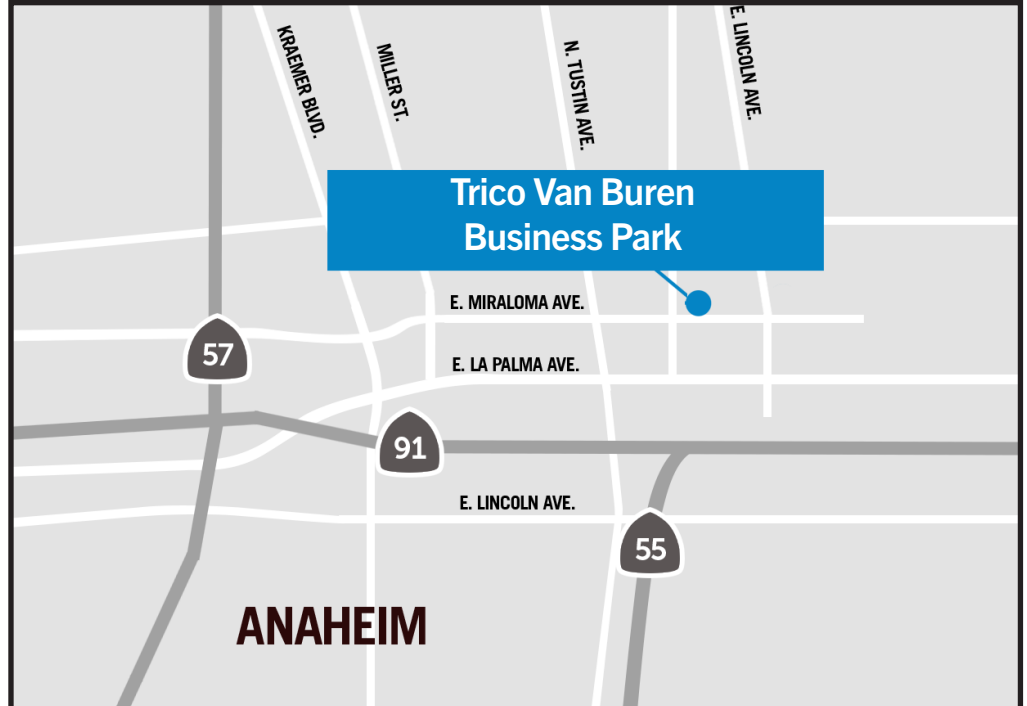 KRAEMER BLVD.
MILLER ST.
N. TUSTIN AVE.
E. LINCOLN AVE.
Trico Van Buren
Business Park
E. MIRALOMA AVE.
57
E. LA PALMA AVE.
91
E. LINCOLN AVE.
55
ANAHEIM